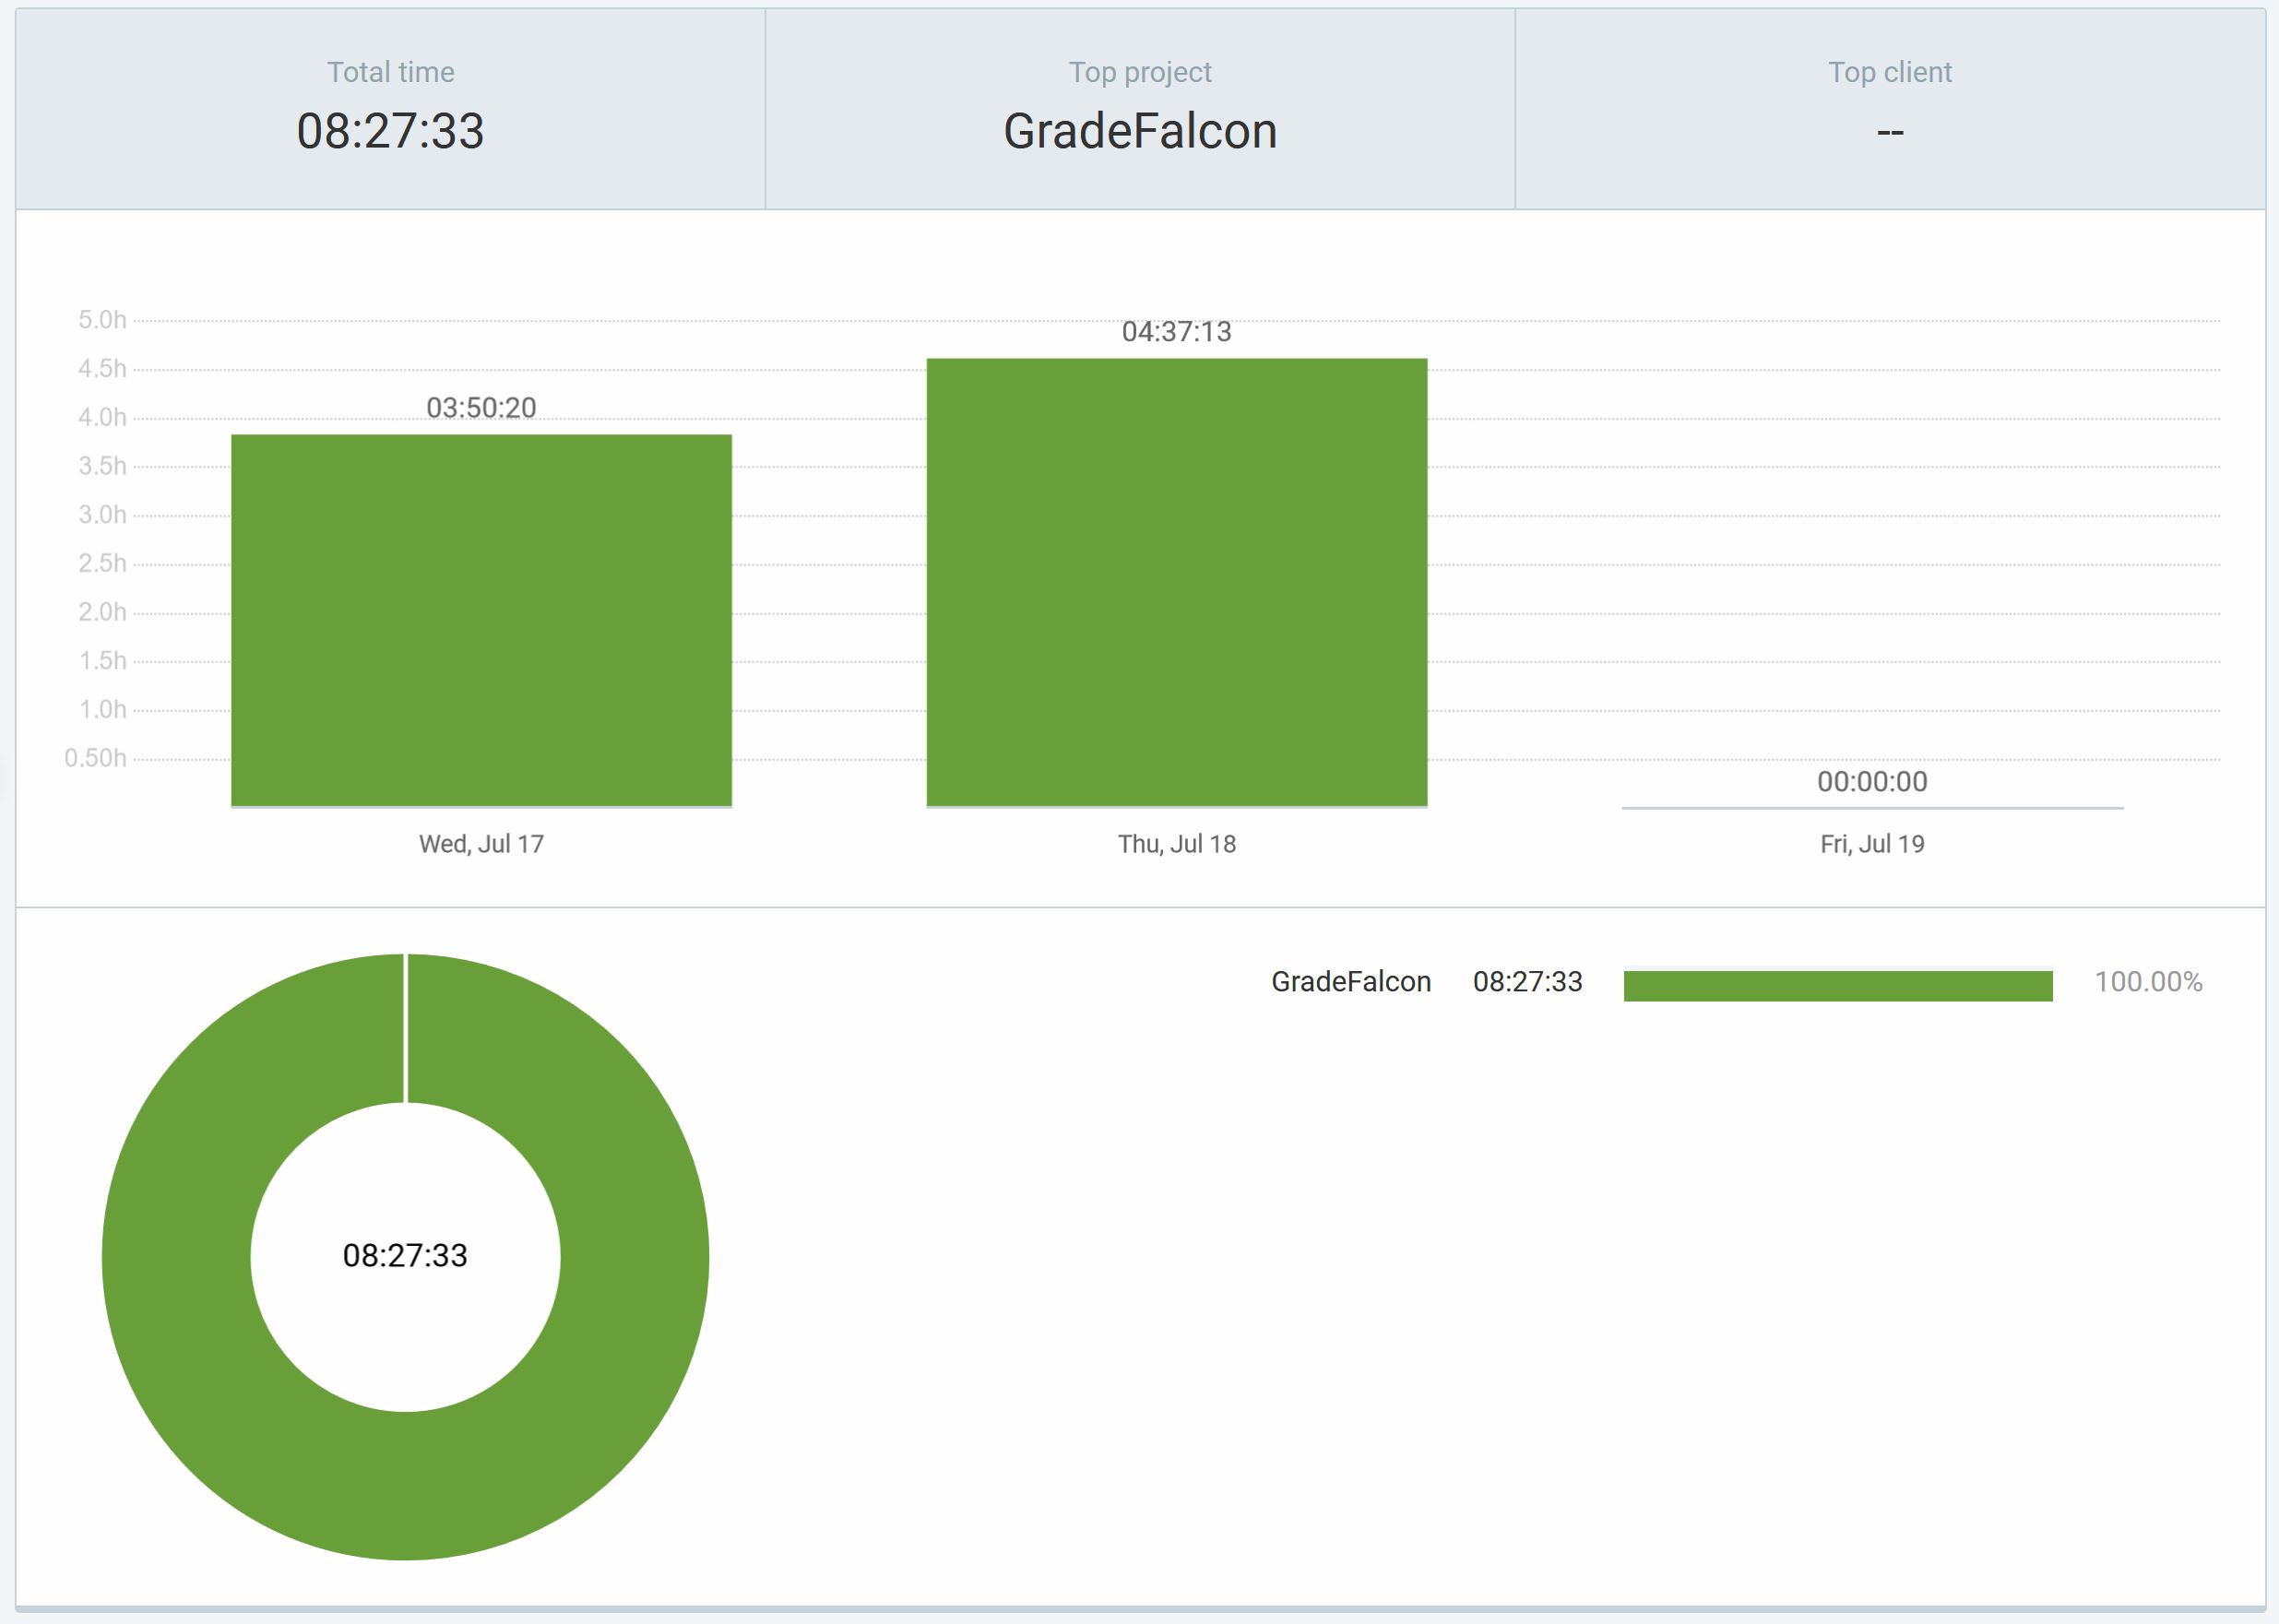 Total time
08:27:33
Top project
GradeFalcon
Top client
--
5.0h
4.5h
4.0h
3.5h
3.0h
2.5h
2.0h
1.5h
1.0h
0.50h
03:50:20
04:37:13
00:00:00
Wed, Jul 17
Thu, Jul 18
Fri, Jul 19
08:27:33
GradeFalcon 08:27:33 100.00%